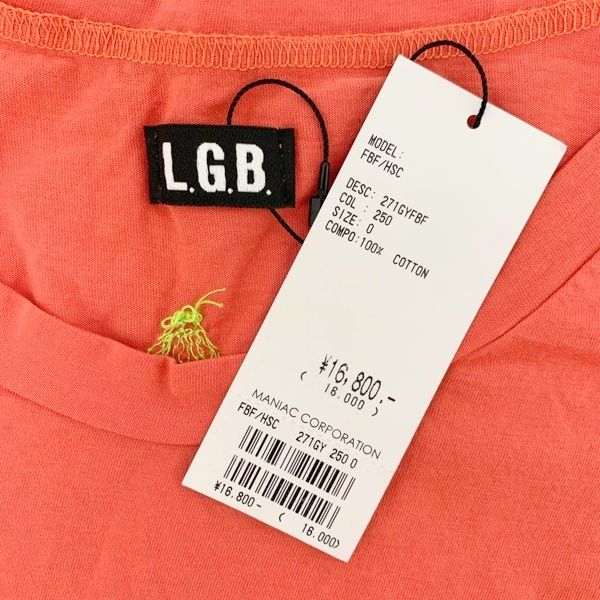 L.G.B.
MODEL:
FBF/HSC
DESC: 271GYFBF
COL : 250
SIZE: 0
COMPO:100% COTTON
¥16,800,-
( 16.000 )
MANIAC CORPORATION
FBF/HSC 271GY 250 0
¥16,800- ( 16.000)